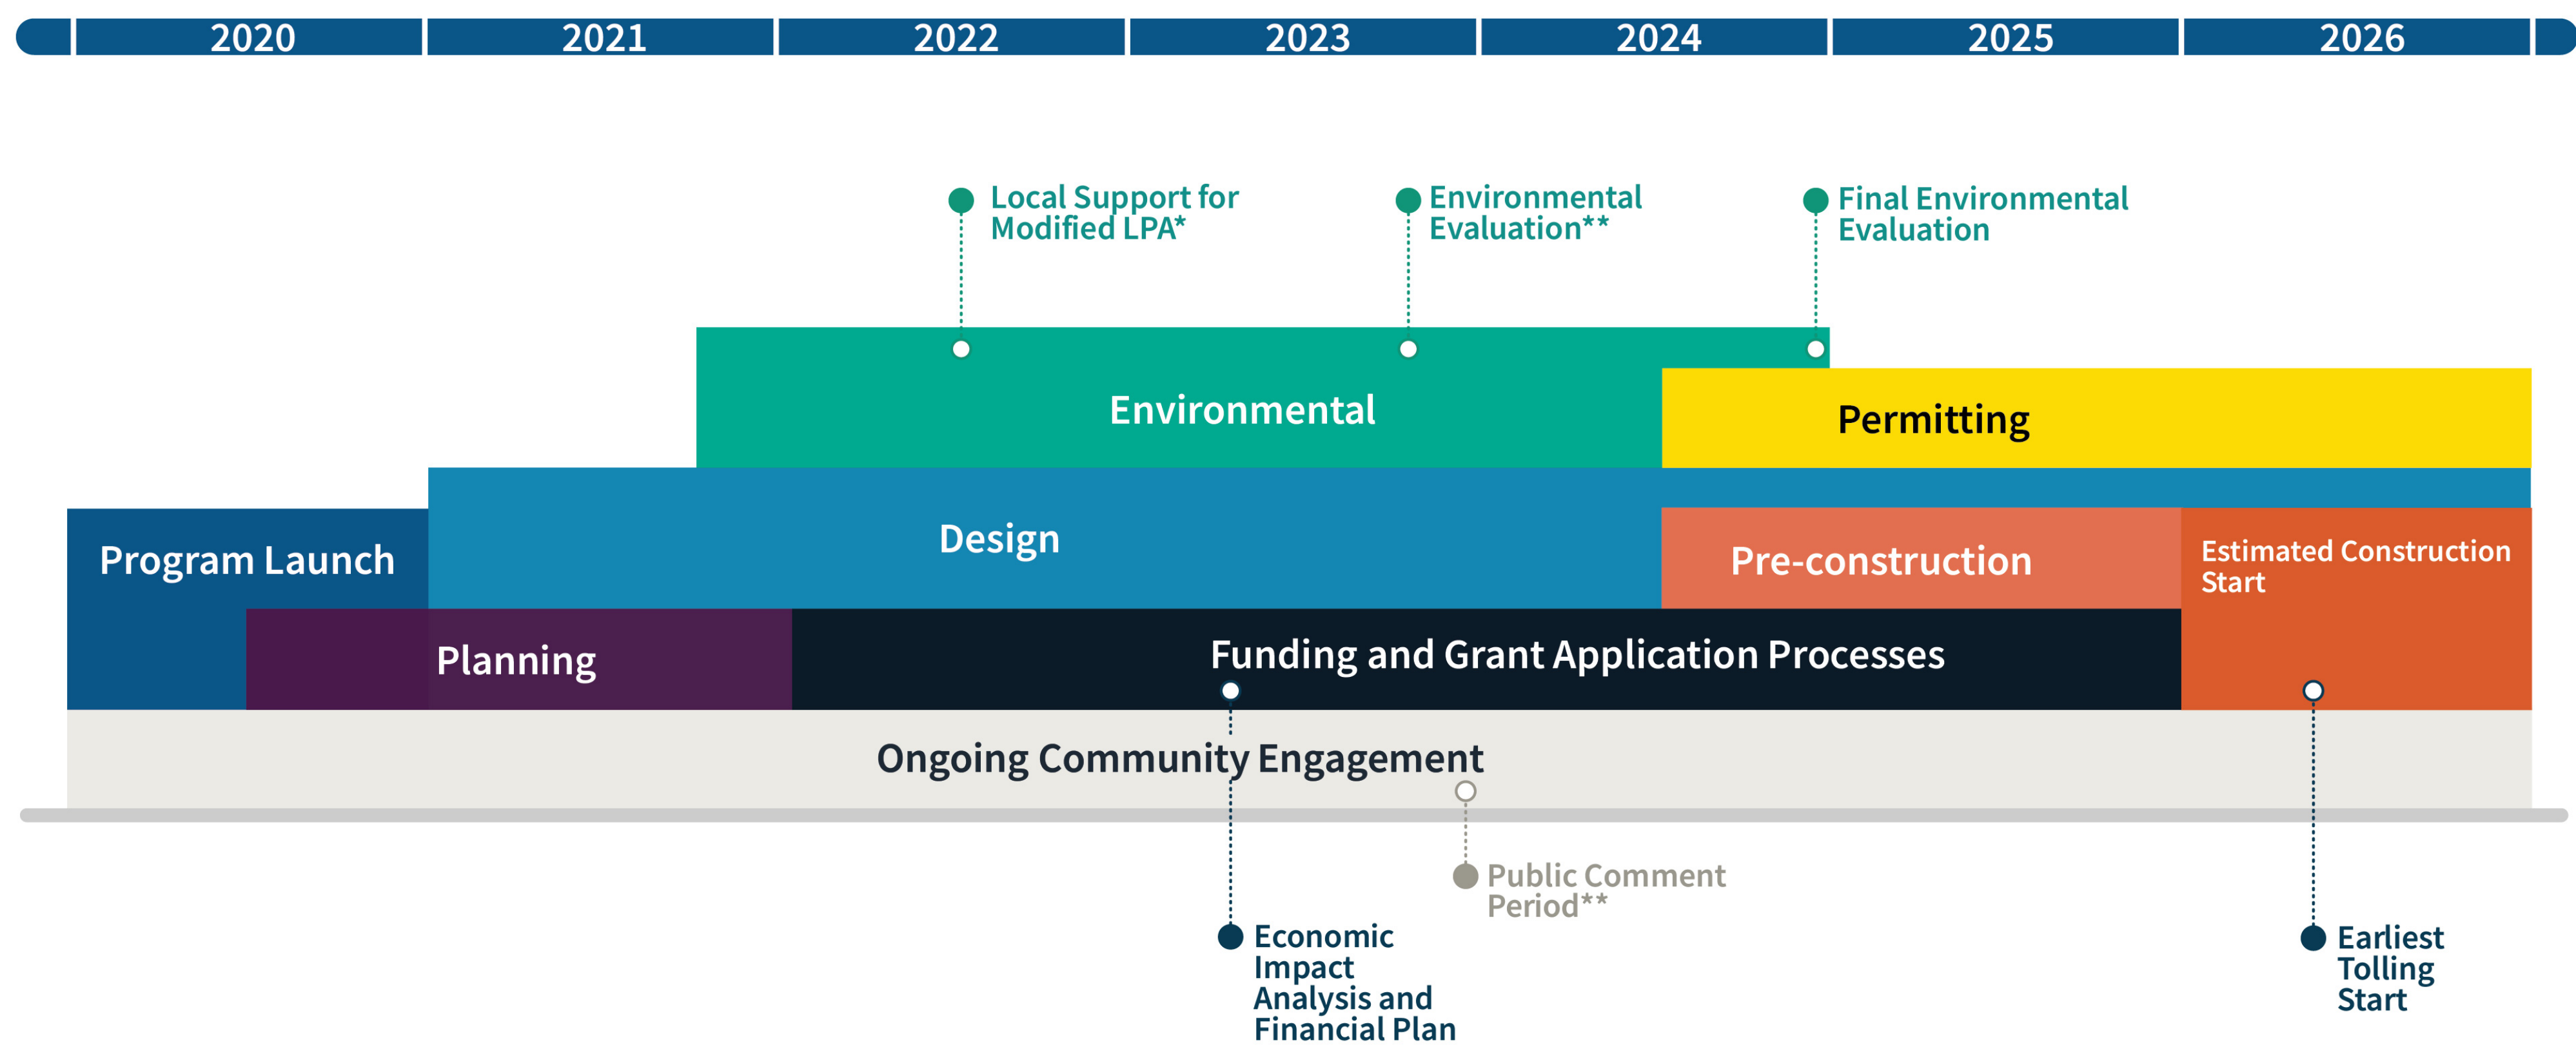 2020
2021
2022
2023
2024
2025
2026
Local Support for
Modified LPA*
Environmental
Evaluation**
Final Environmental
Evaluation
Environmental
Permitting
Design
Program Launch
Pre-construction
Estimated Construction
Start
Planning
Funding and Grant Application Processes
Ongoing Community Engagement
Public Comment
Period**
Economic
Impact
Analysis and
Financial Plan
Earliest
Tolling
Start